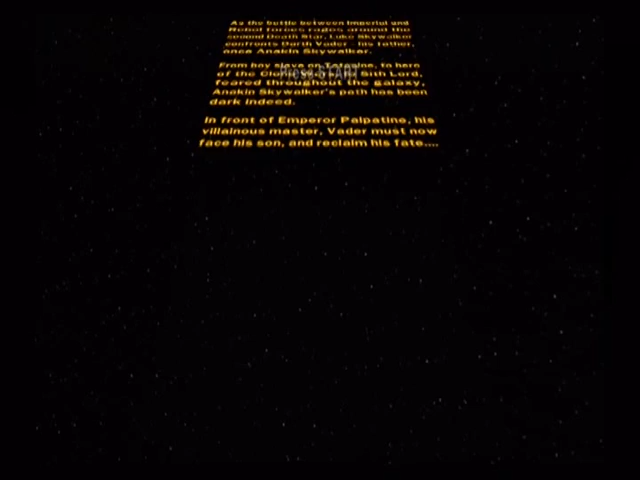 As the battle between Imperial and
Rebel forces rages around the
second Death Star, Luke Skywalker
confronts Darth Vader - his father,
once Anakin Skywalker.
From boy slave on Tatooine, to hero
of the Clone Sith Lord,
feared throughout the galaxy,
Anakin Skywalker's path has been
dark indeed.
In front of Emperor Palpatine, his
villainous master, Vader must now
face his son, and reclaim his fate....
Press START